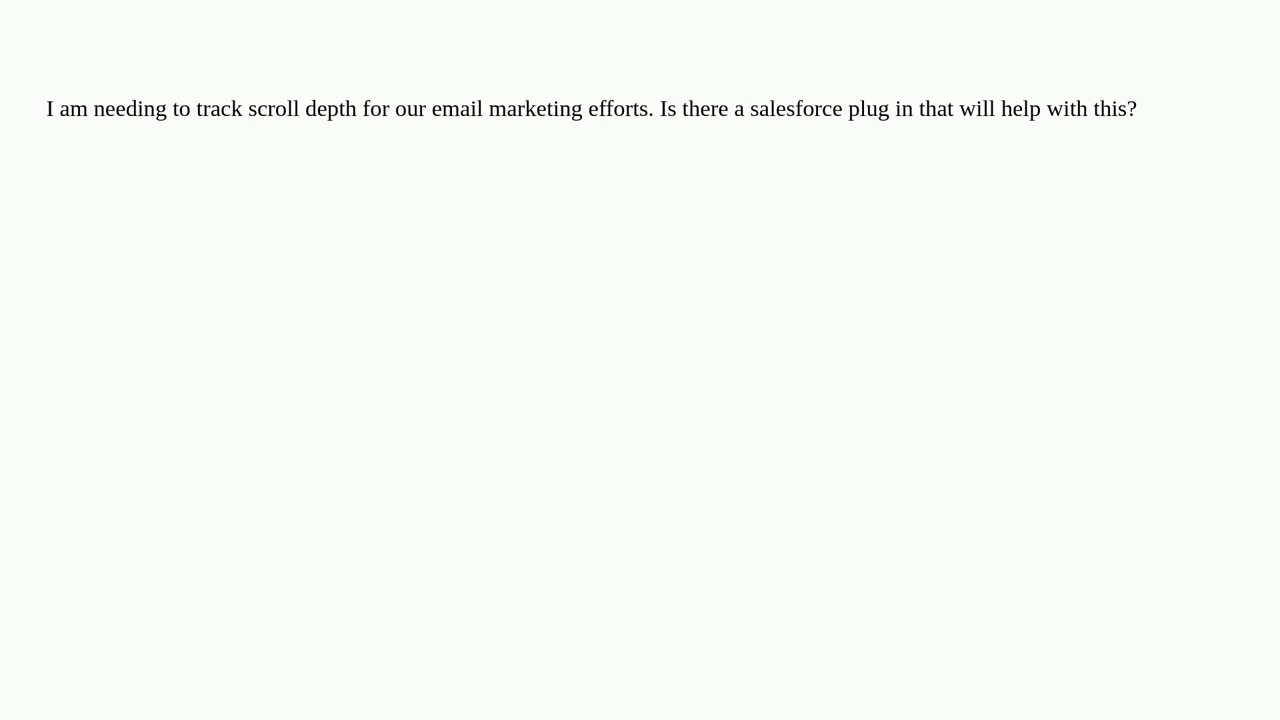 I am needing to track scroll depth for our email marketing efforts. Is there a salesforce plug in that will help with this?